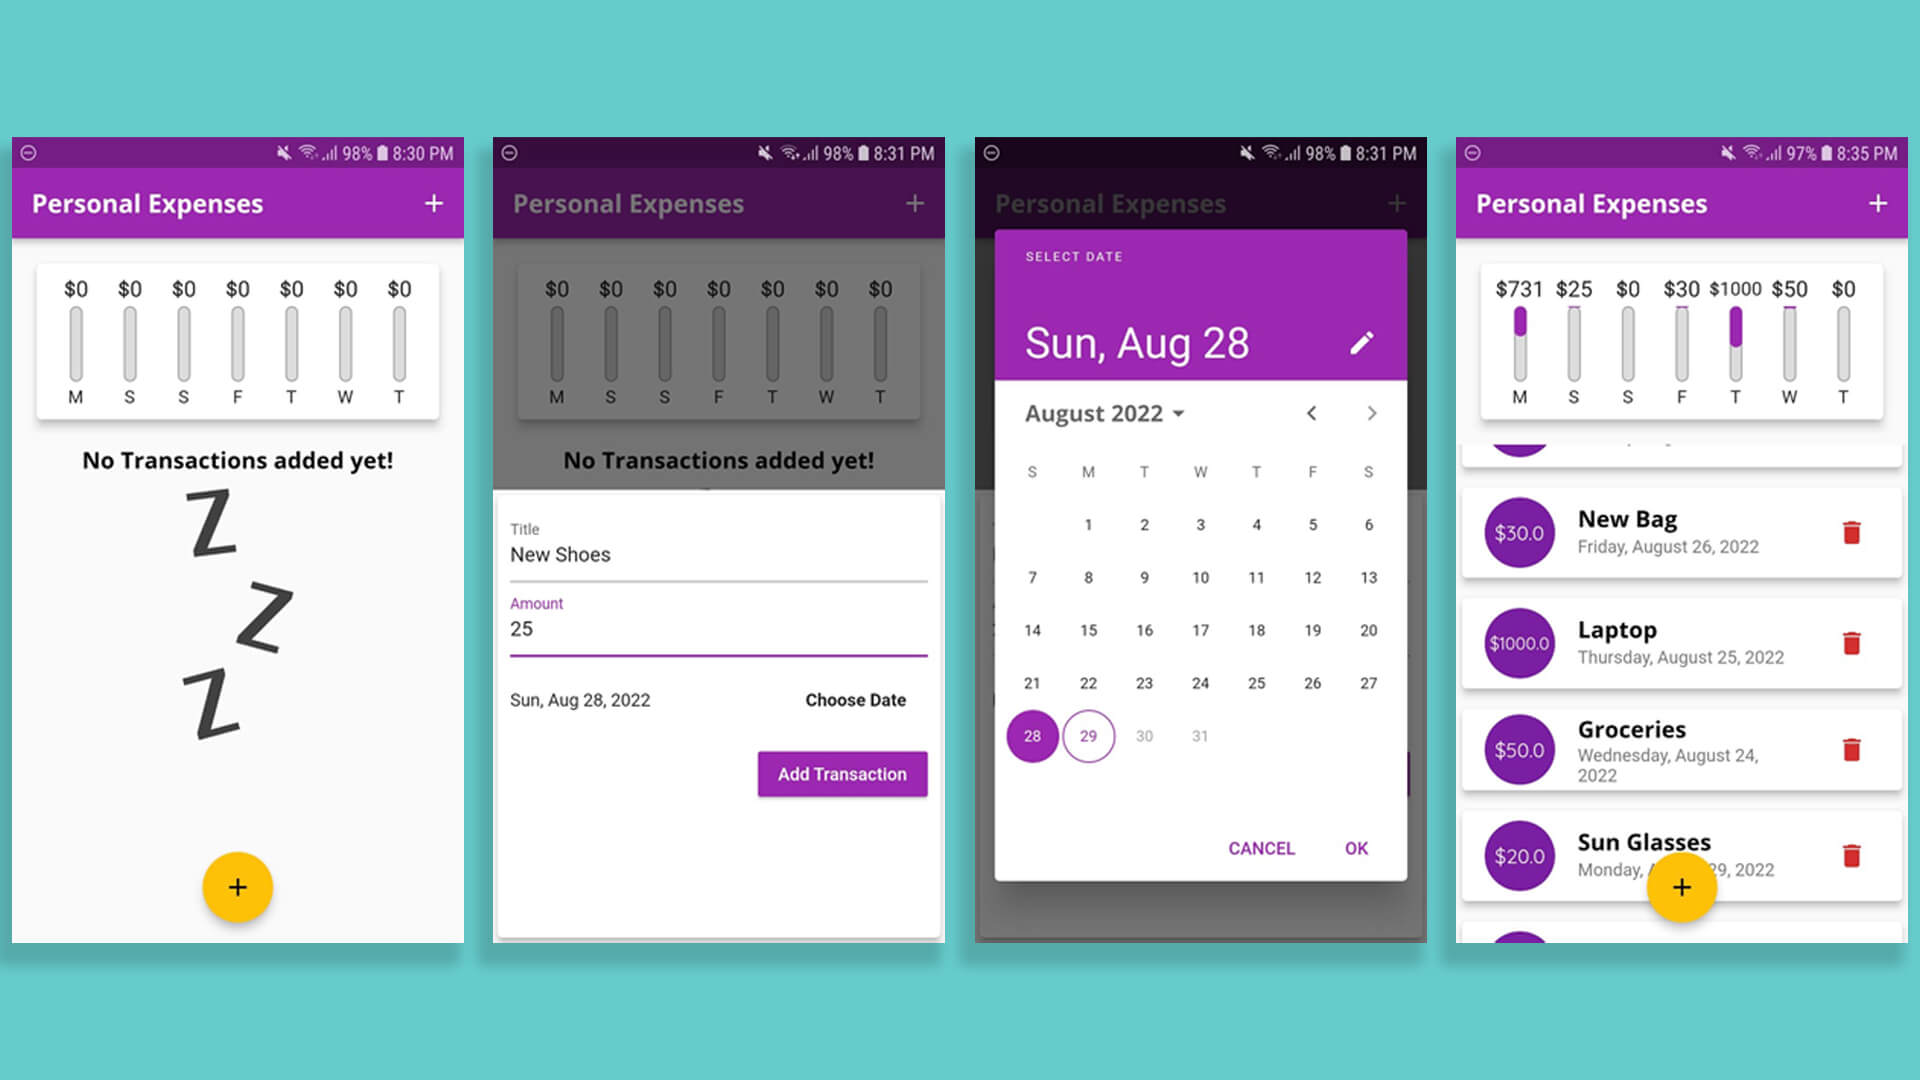 98% 8:30 PM
Personal Expenses +
$0 $0 $0 $0 $0 $0 $0
M S S F T W T
No Transactions added yet!
Z
Z
Z
+
98% 8:31 PM
Personal Expenses +
$0 $0 $0 $0 $0 $0 $0
M S S F T W T
No Transactions added yet!
Title
New Shoes
Amount
25
Sun, Aug 28, 2022 Choose Date
Add Transaction
98% 8:31 PM
Personal Expenses +
SELECT DATE
Sun, Aug 28
August 2022
S M T W T F S
1 2 3 4 5 6
7 8 9 10 11 12 13
14 15 16 17 18 19 20
21 22 23 24 25 26 27
28 29 30 31
CANCEL OK
97% 8:35 PM
Personal Expenses +
$731 $25 $0 $30 $1000 $50 $0
M S S F T W T
$30.0 New Bag
Friday, August 26, 2022
$1000.0 Laptop
Thursday, August 25, 2022
$50.0 Groceries
Wednesday, August 24,
2022
$20.0 Sun Glasses
Monday, 29, 2022
+